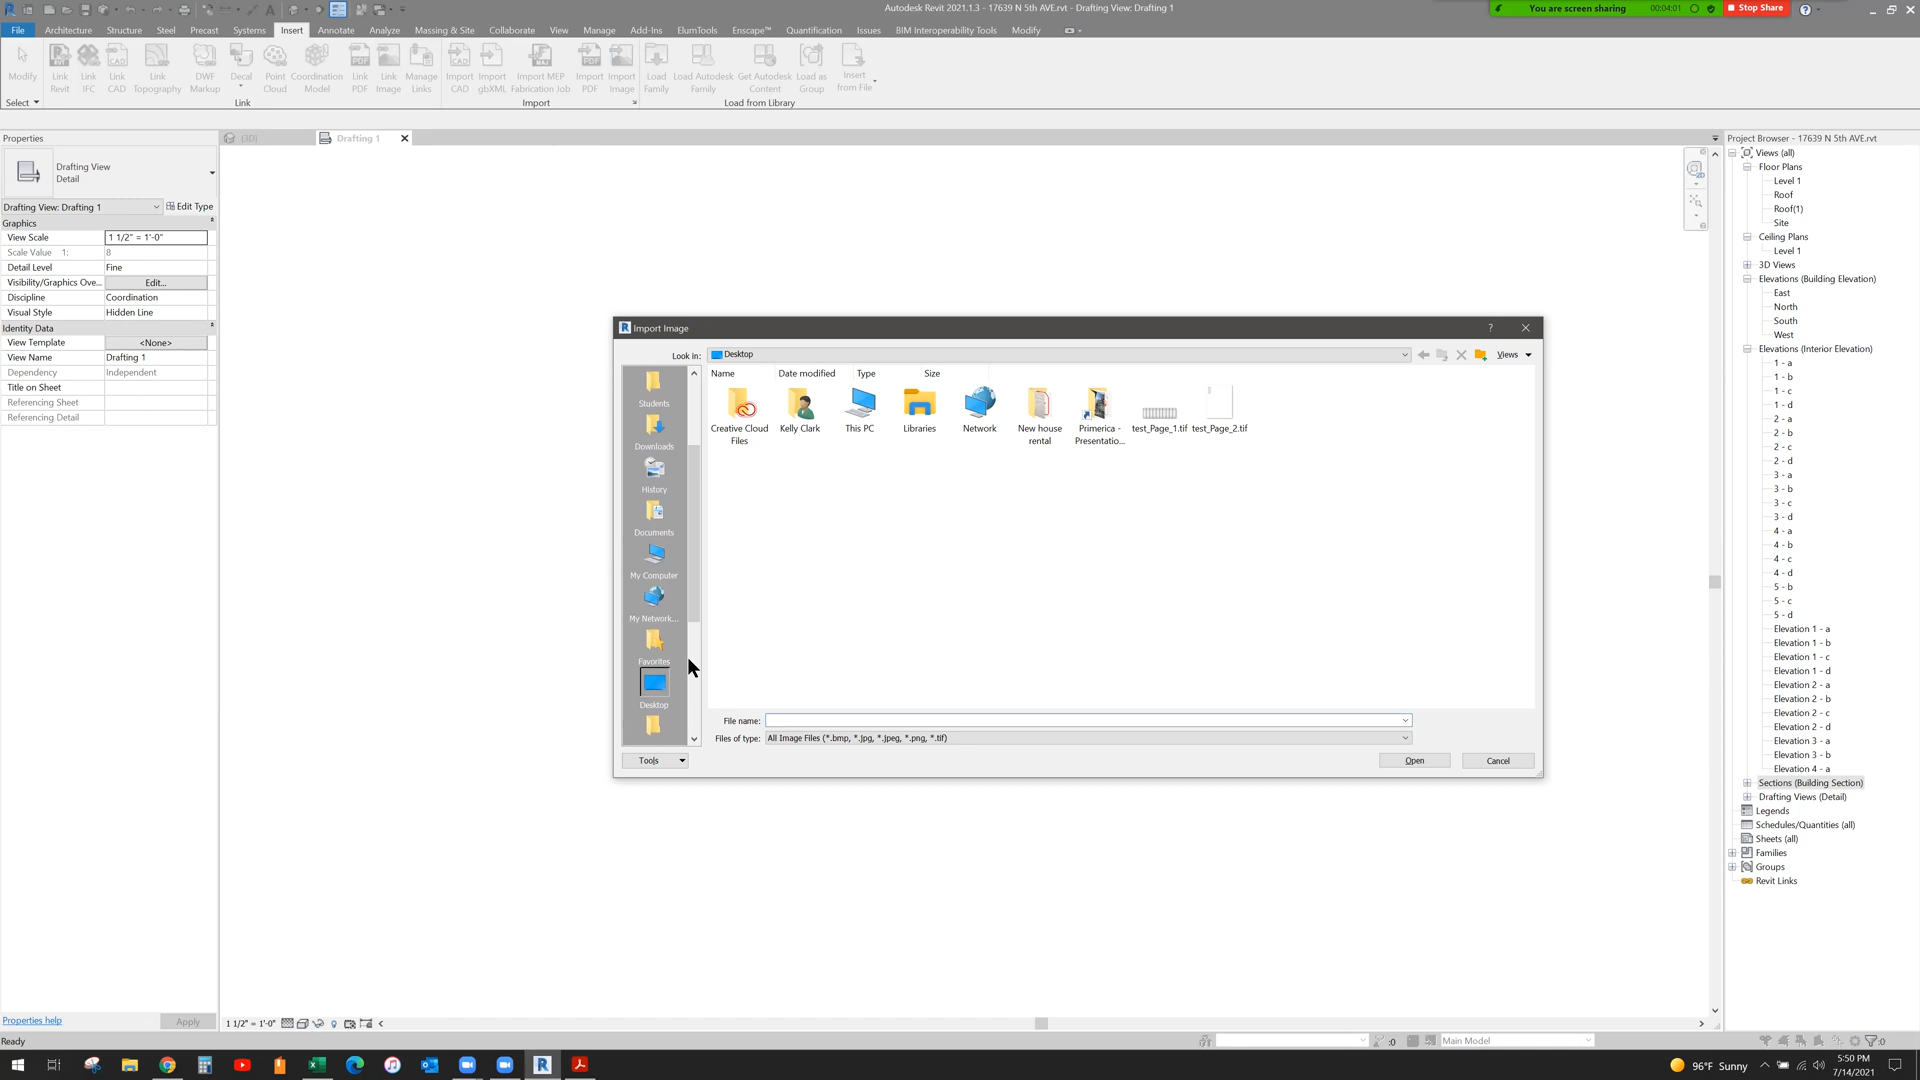 Autodesk Revit 2021.1.3 - 17639 N 5th AVE.rvt - Drafting View: Drafting 1
You are screen sharing
00:04:01
Stop Share
File
Architecture
Structure
Steel
Precast
Systems
Insert
Annotate
Analyze
Massing & Site
Collaborate
View
Manage
Add-Ins
ElumTools
Enscape™
Quantification
Issues
BIM Interoperability Tools
Modify
Modify
Link
Revit
Link
IFC
Link
CAD
Link
Topography
DWF
Markup
Decal
Point
Cloud
Coordination
Model
Link
PDF
Link
Image
Manage
Links
Import
CAD
Import
gbXML
Import MEP
Fabrication Job
Import
PDF
Import
Image
Load
Family
Load Autodesk
Family
Get Autodesk
Content
Load as
Group
Insert
from File
Select
Link
Import
Load from Library
Properties
Drafting View
Detail
Drafting View: Drafting 1
Edit Type
Graphics
View Scale
1 1/2" = 1'-0"
Scale Value    1:
8
Detail Level
Fine
Visibility/Graphics Ove...
Edit...
Discipline
Coordination
Visual Style
Hidden Line
Identity Data
View Template
<None>
View Name
Drafting 1
Dependency
Independent
Title on Sheet
Referencing Sheet
Referencing Detail
Properties help
Apply
(3D)
Drafting 1
Import Image
Look in:
Desktop
Views
Name
Date modified
Type
Size
Students
Downloads
History
Documents
My Computer
My Network...
Favorites
Desktop
Creative Cloud
Files
Kelly Clark
This PC
Libraries
Network
New house
rental
Primerica -
Presentatio...
test_Page_1.tif
test_Page_2.tif
File name:
Files of type:
All Image Files (*.bmp, *.jpg, *.jpeg, *.png, *.tif)
Tools
Open
Cancel
Project Browser - 17639 N 5th AVE.rvt
Views (all)
Floor Plans
Level 1
Roof
Roof(1)
Site
Ceiling Plans
Level 1
3D Views
Elevations (Building Elevation)
East
North
South
West
Elevations (Interior Elevation)
1 - a
1 - b
1 - c
1 - d
2 - a
2 - b
2 - c
2 - d
3 - a
3 - b
3 - c
3 - d
4 - a
4 - b
4 - c
4 - d
5 - b
5 - c
5 - d
Elevation 1 - a
Elevation 1 - b
Elevation 1 - c
Elevation 1 - d
Elevation 2 - a
Elevation 2 - b
Elevation 2 - c
Elevation 2 - d
Elevation 3 - a
Elevation 3 - b
Elevation 4 - a
Sections (Building Section)
Drafting Views (Detail)
Legends
Schedules/Quantities (all)
Sheets (all)
Families
Groups
Revit Links
1 1/2" = 1'-0"
Ready
:0
Main Model
:0
96°F Sunny
5:50 PM
7/14/2021